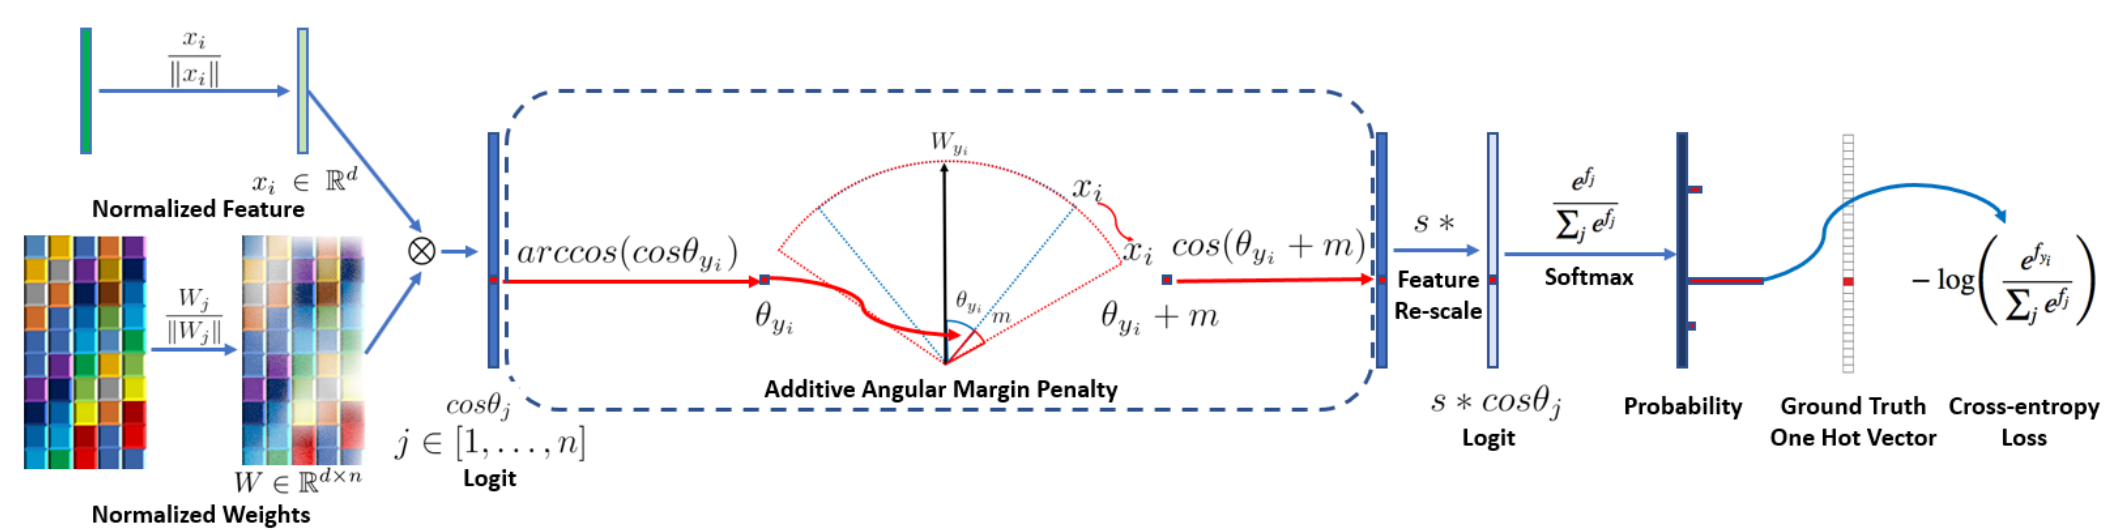 x_i
‖x_i‖
x_i ∈ ℝ^d
Normalized Feature
W_j
‖W_j‖
W ∈ ℝ^{d×n}
Normalized Weights
⊗
cosθ_j
j ∈ [1, . . . , n]
Logit
arccos(cosθ_{y_i})
θ_{y_i}
W_{y_i}
x_i
x_i
θ_{y_i}
m
Additive Angular Margin Penalty
cos(θ_{y_i} + m)
θ_{y_i} + m
s ∗
Feature
Re-scale
s ∗ cosθ_j
Logit
e^{f_j}
∑_j e^{f_j}
Softmax
Probability
Ground Truth
One Hot Vector
− log( e^{f_{y_i}}
∑_j e^{f_j} )
Cross-entropy
Loss